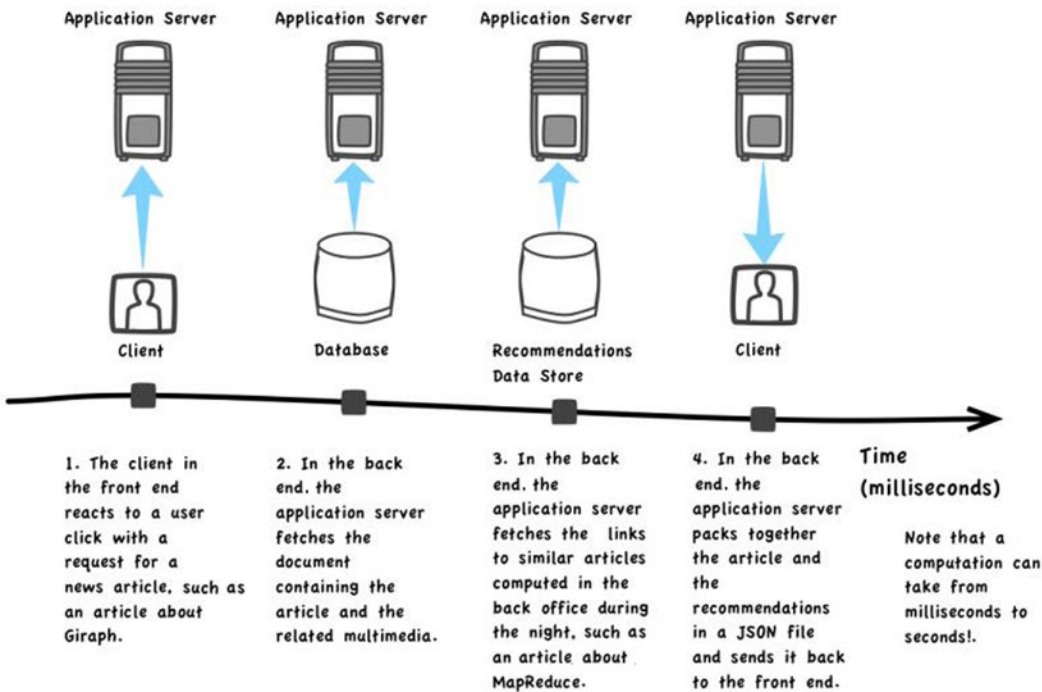 Application Server
Application Server
Application Server
Application Server
Client
Database
Recommendations
Data Store
Client
1. The client in
the front end
reacts to a user
click with a
request for a
news article, such as
an article about
Giraph.
2. In the back
end. the
application server
fetches the
document
containing the
article and the
related multimedia.
3. In the back
end. the
application server
fetches the links
to similar articles
computed in the
back office during
the night, such as
an article about
MapReduce.
4. In the back
end. the
application server
packs together
the article and
the
recommendations
in a JSON file
and sends it back
to the front end.
Time
(milliseconds)
Note that a
computation can
take from
milliseconds to
seconds!.